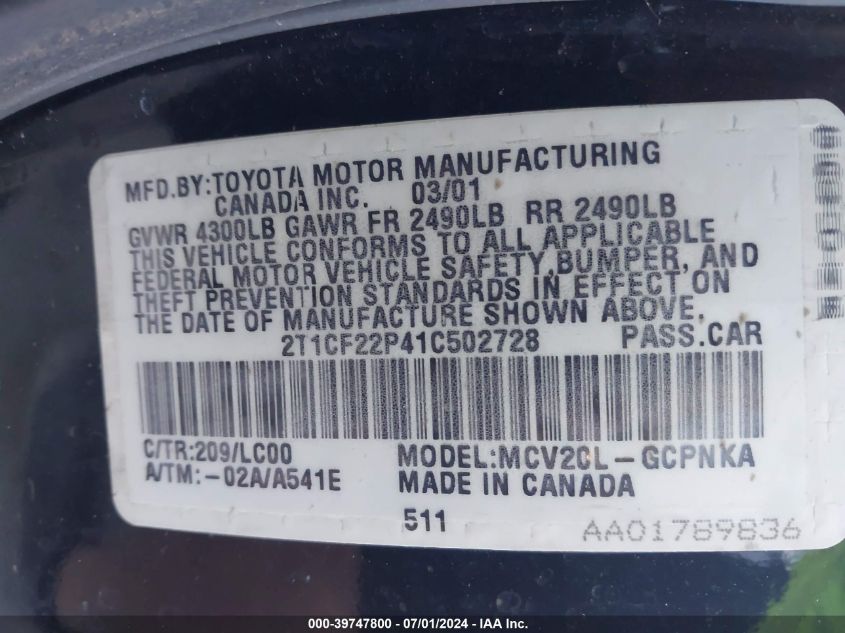 MFD.BY:TOYOTA MOTOR MANUFACTURING
CANADA INC. 03/01
GVWR 4300LB GAWR FR 2490LB RR 2490LB
THIS VEHICLE CONFORMS TO ALL APPLICABLE
FEDERAL MOTOR VEHICLE SAFETY,BUMPER, AND
THEFT PREVENTION STANDARDS IN EFFECT ON
THE DATE OF MANUFACTURE SHOWN ABOVE.
2T1CF22P41C502728 PASS.CAR
C/TR:209/LC00 MODEL:MCV20L-GCPNKA
A/TM:-02A/A541E MADE IN CANADA
511 AA01789836
000-39747800 - 07/01/2024 - IAA Inc.